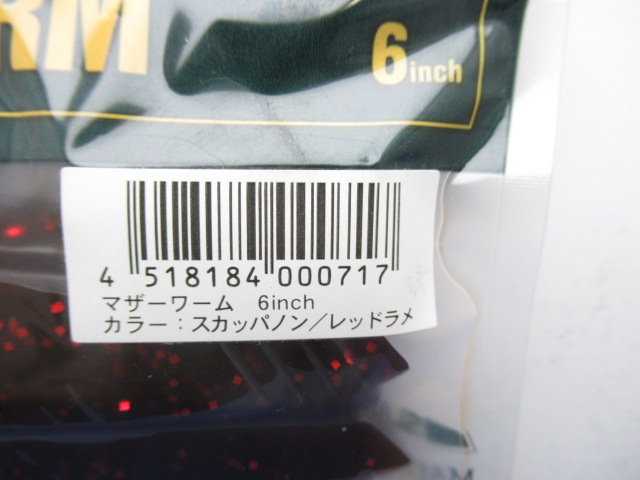 RM
6inch
4 518184 000717
マザーワーム 6inch
カラー：スカッパノン／レッドラメ